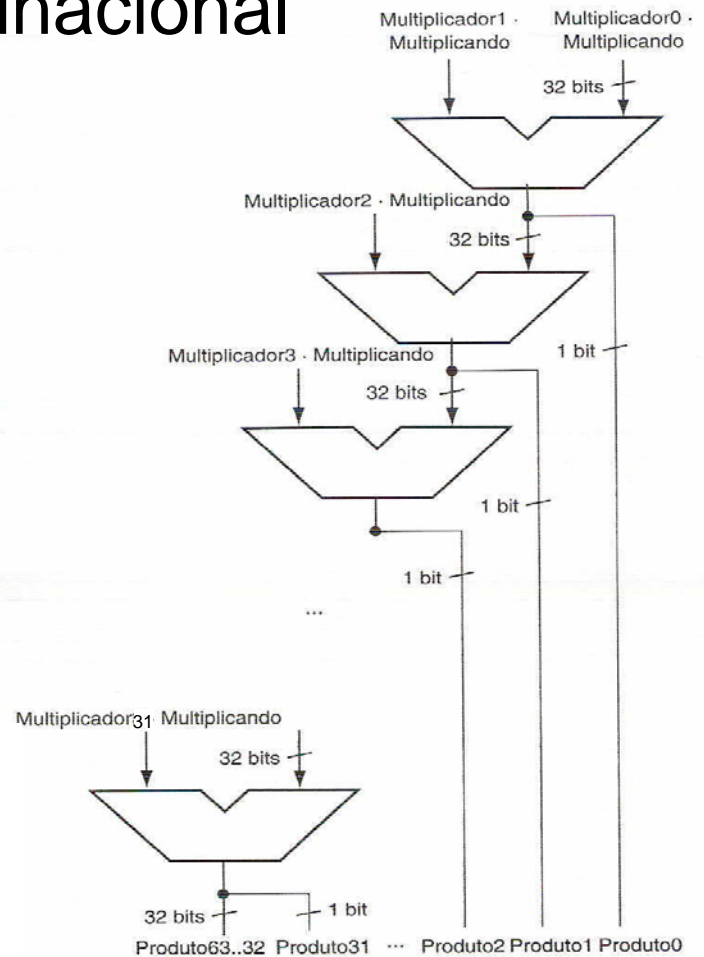 inacional
Multiplicador1 · Multiplicador0 ·
Multiplicando Multiplicando
32 bits
Multiplicador2 · Multiplicando
32 bits
1 bit
Multiplicador3 · Multiplicando
32 bits
1 bit
1 bit
...
Multiplicador31 Multiplicando
32 bits
32 bits 1 bit
Produto63..32 Produto31 ... Produto2 Produto1 Produto0